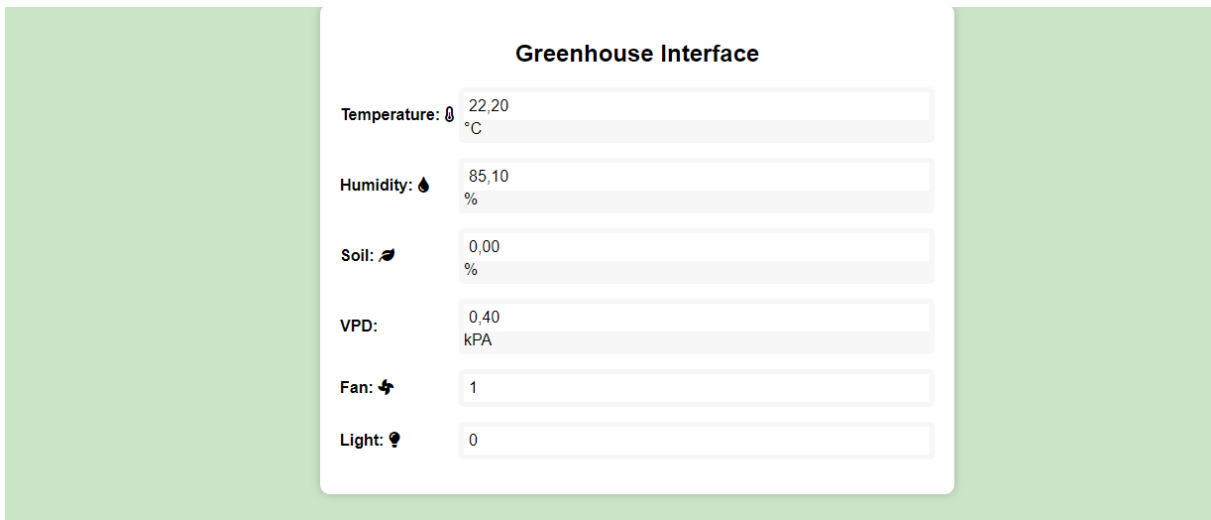 Greenhouse Interface
Temperature: 22,20
°C
Humidity: 85,10
%
Soil: 0,00
%
VPD: 0,40
kPA
Fan: 1
Light: 0